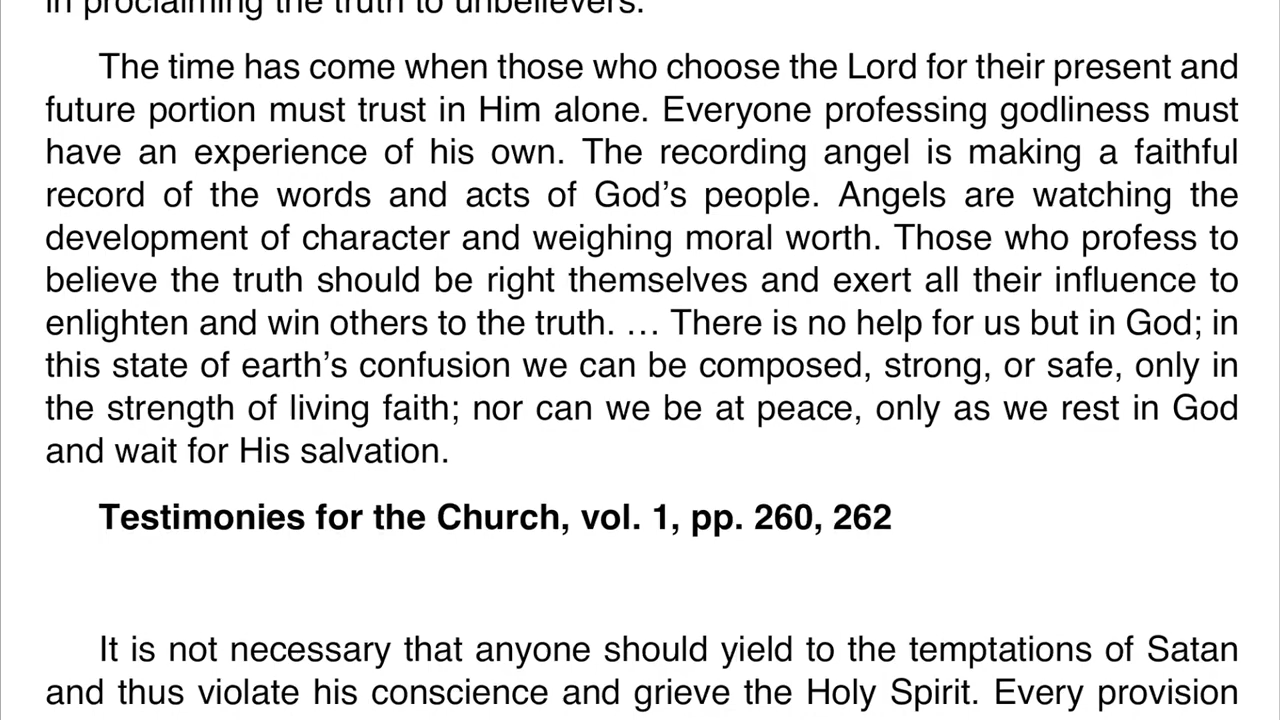 in proclaiming the truth to unbelievers.
The time has come when those who choose the Lord for their present and
future portion must trust in Him alone. Everyone professing godliness must
have an experience of his own. The recording angel is making a faithful
record of the words and acts of God’s people. Angels are watching the
development of character and weighing moral worth. Those who profess to
believe the truth should be right themselves and exert all their influence to
enlighten and win others to the truth. … There is no help for us but in God; in
this state of earth’s confusion we can be composed, strong, or safe, only in
the strength of living faith; nor can we be at peace, only as we rest in God
and wait for His salvation.
Testimonies for the Church, vol. 1, pp. 260, 262
It is not necessary that anyone should yield to the temptations of Satan
and thus violate his conscience and grieve the Holy Spirit. Every provision